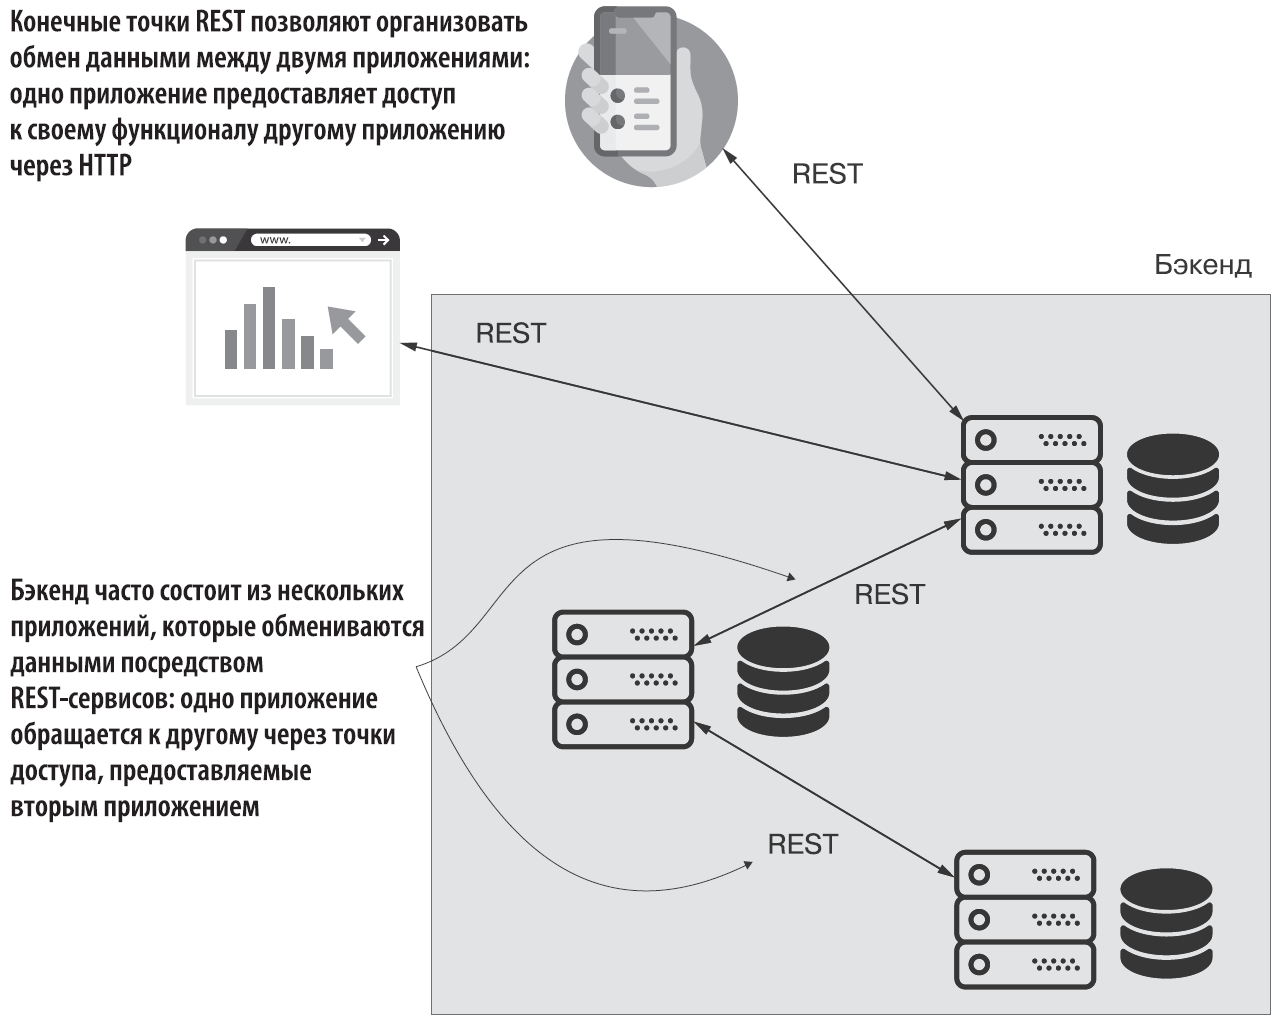 Конечные точки REST позволяют организовать
обмен данными между двумя приложениями:
одно приложение предоставляет доступ
к своему функционалу другому приложению
через HTTP
REST
www.
Бэкенд
REST
REST
Бэкенд часто состоит из нескольких
приложений, которые обмениваются
данными посредством
REST-сервисов: одно приложение
обращается к другому через точки
доступа, предоставляемые
вторым приложением
REST